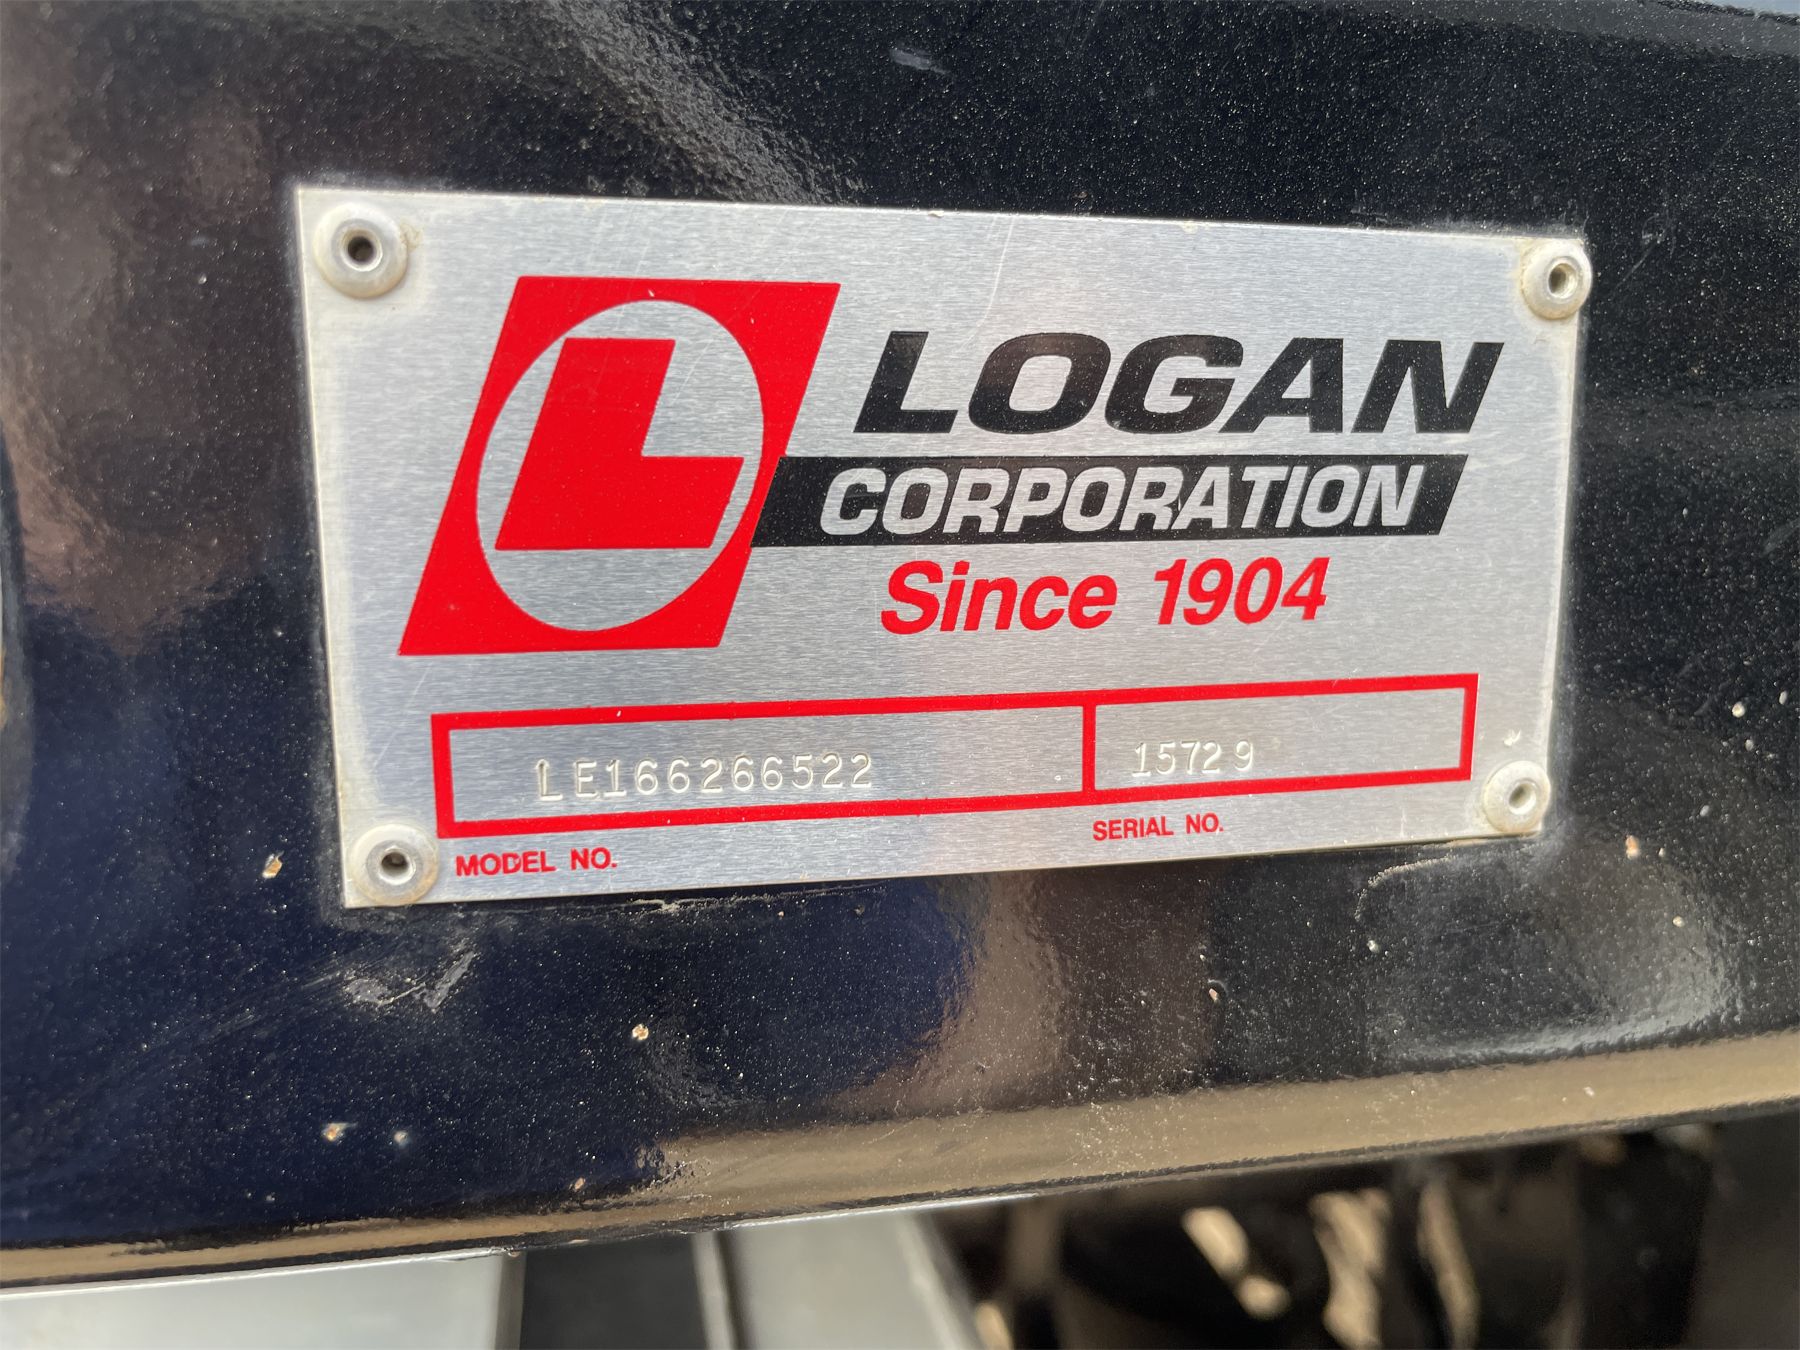 L
LOGAN
CORPORATION
Since 1904
LE166266522
15729
MODEL NO.
SERIAL NO.